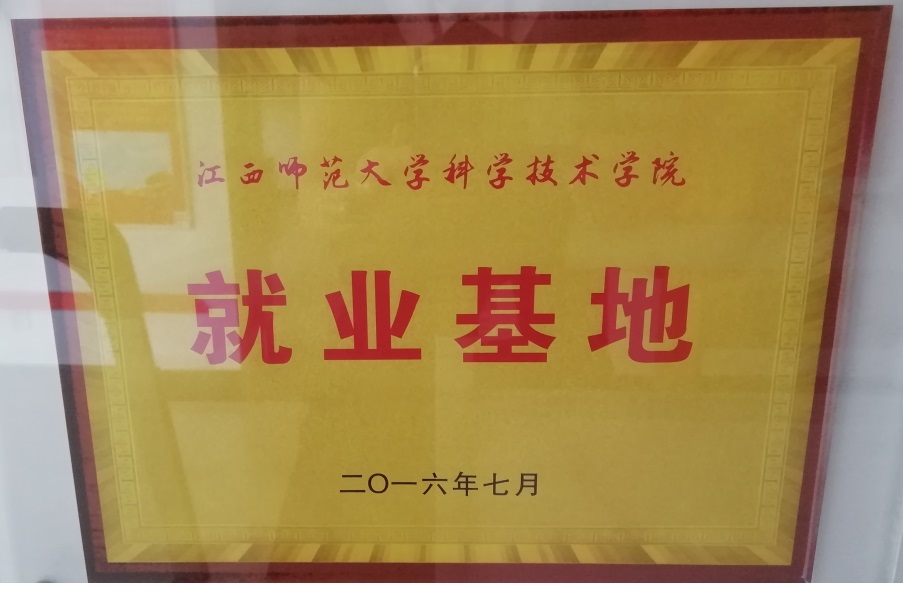 江西师范大学科学技术学院
就业基地
二〇一六年七月